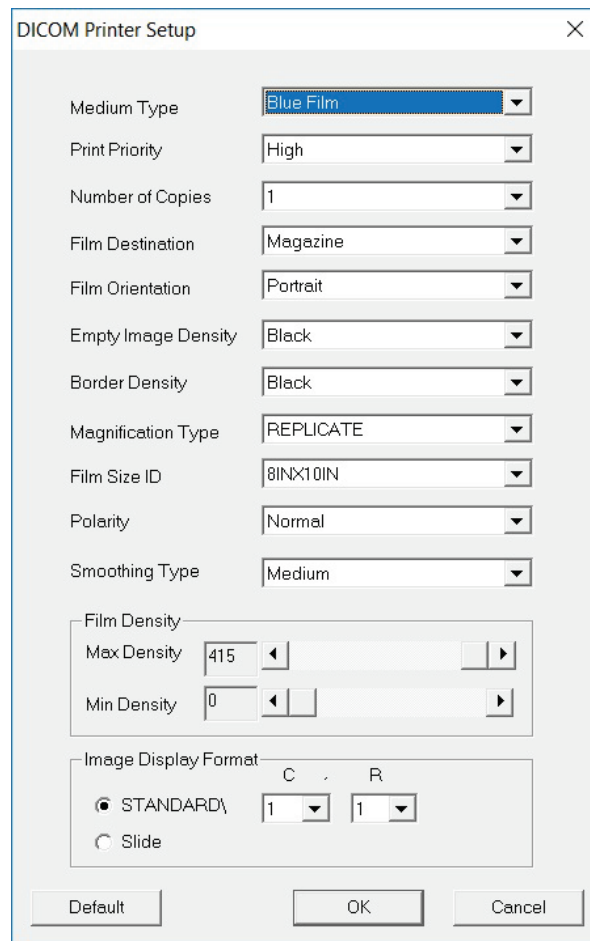 DICOM Printer Setup
Medium Type Blue Film
Print Priority High
Number of Copies 1
Film Destination Magazine
Film Orientation Portrait
Empty Image Density Black
Border Density Black
Magnification Type REPLICATE
Film Size ID 8INX10IN
Polarity Normal
Smoothing Type Medium
Film Density
Max Density 415
Min Density 0
Image Display Format
C , R
STANDARD\ 1 1
Slide
Default OK Cancel